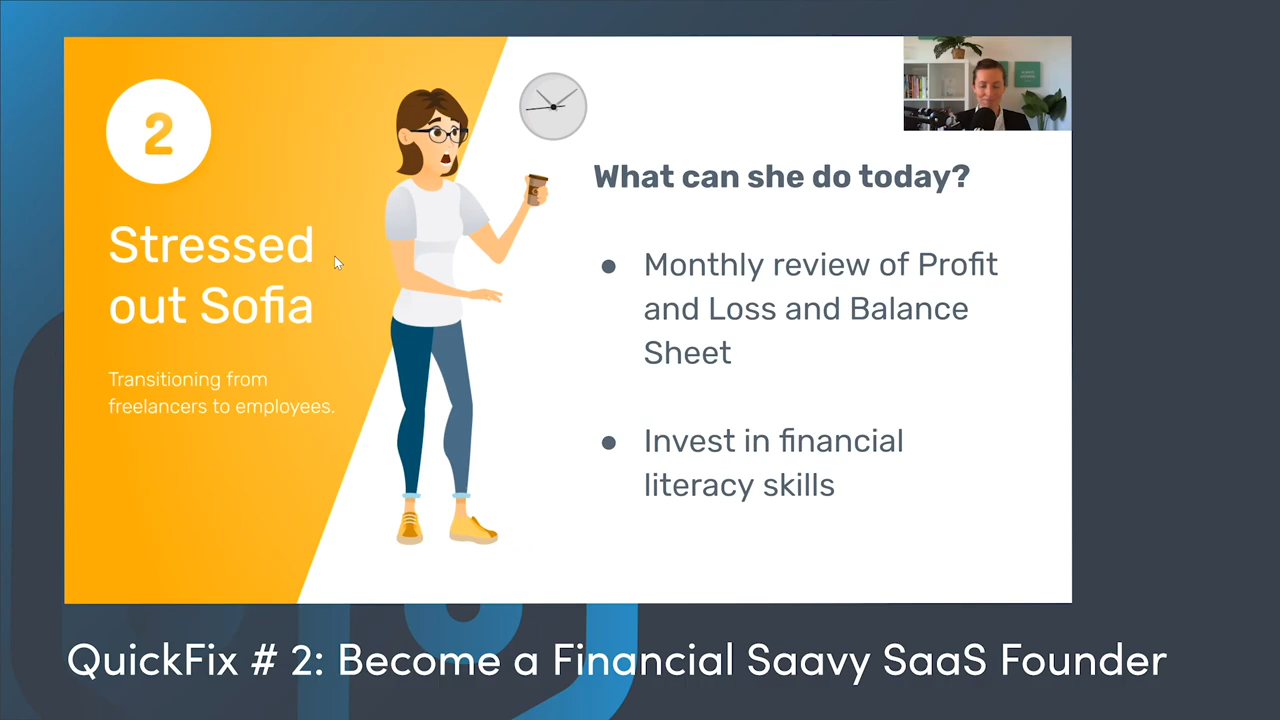 2
Stressed
out Sofia
Transitioning from
freelancers to employees.
What can she do today?
● Monthly review of Profit
and Loss and Balance
Sheet
● Invest in financial
literacy skills
QuickFix # 2: Become a Financial Saavy SaaS Founder